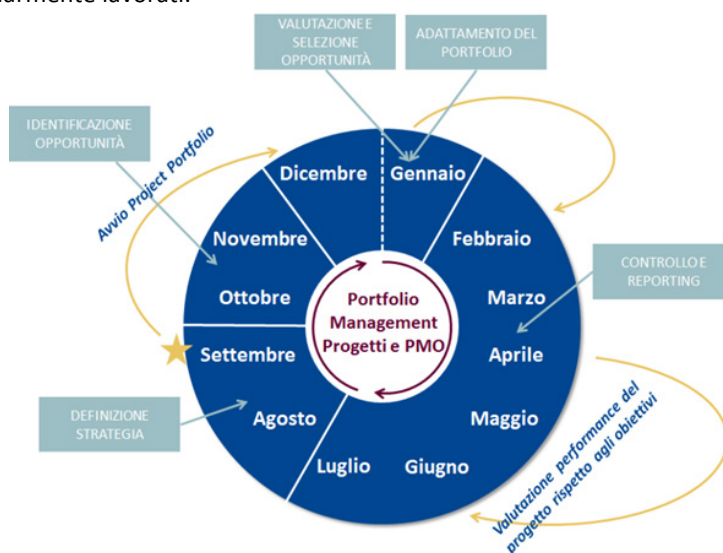 VALUTAZIONE E
SELEZIONE
OPPORTUNITÀ
ADATTAMENTO DEL
PORTFOLIO
IDENTIFICAZIONE
OPPORTUNITÀ
Avvio Project Portfolio
Dicembre
Gennaio
Novembre
Febbraio
Ottobre
Marzo
CONTROLLO E
REPORTING
Portfolio
Management
Progetti e PMO
Settembre
Aprile
DEFINIZIONE
STRATEGIA
Agosto
Maggio
Luglio
Giugno
Valutazione performance del
progetto rispetto agli obiettivi